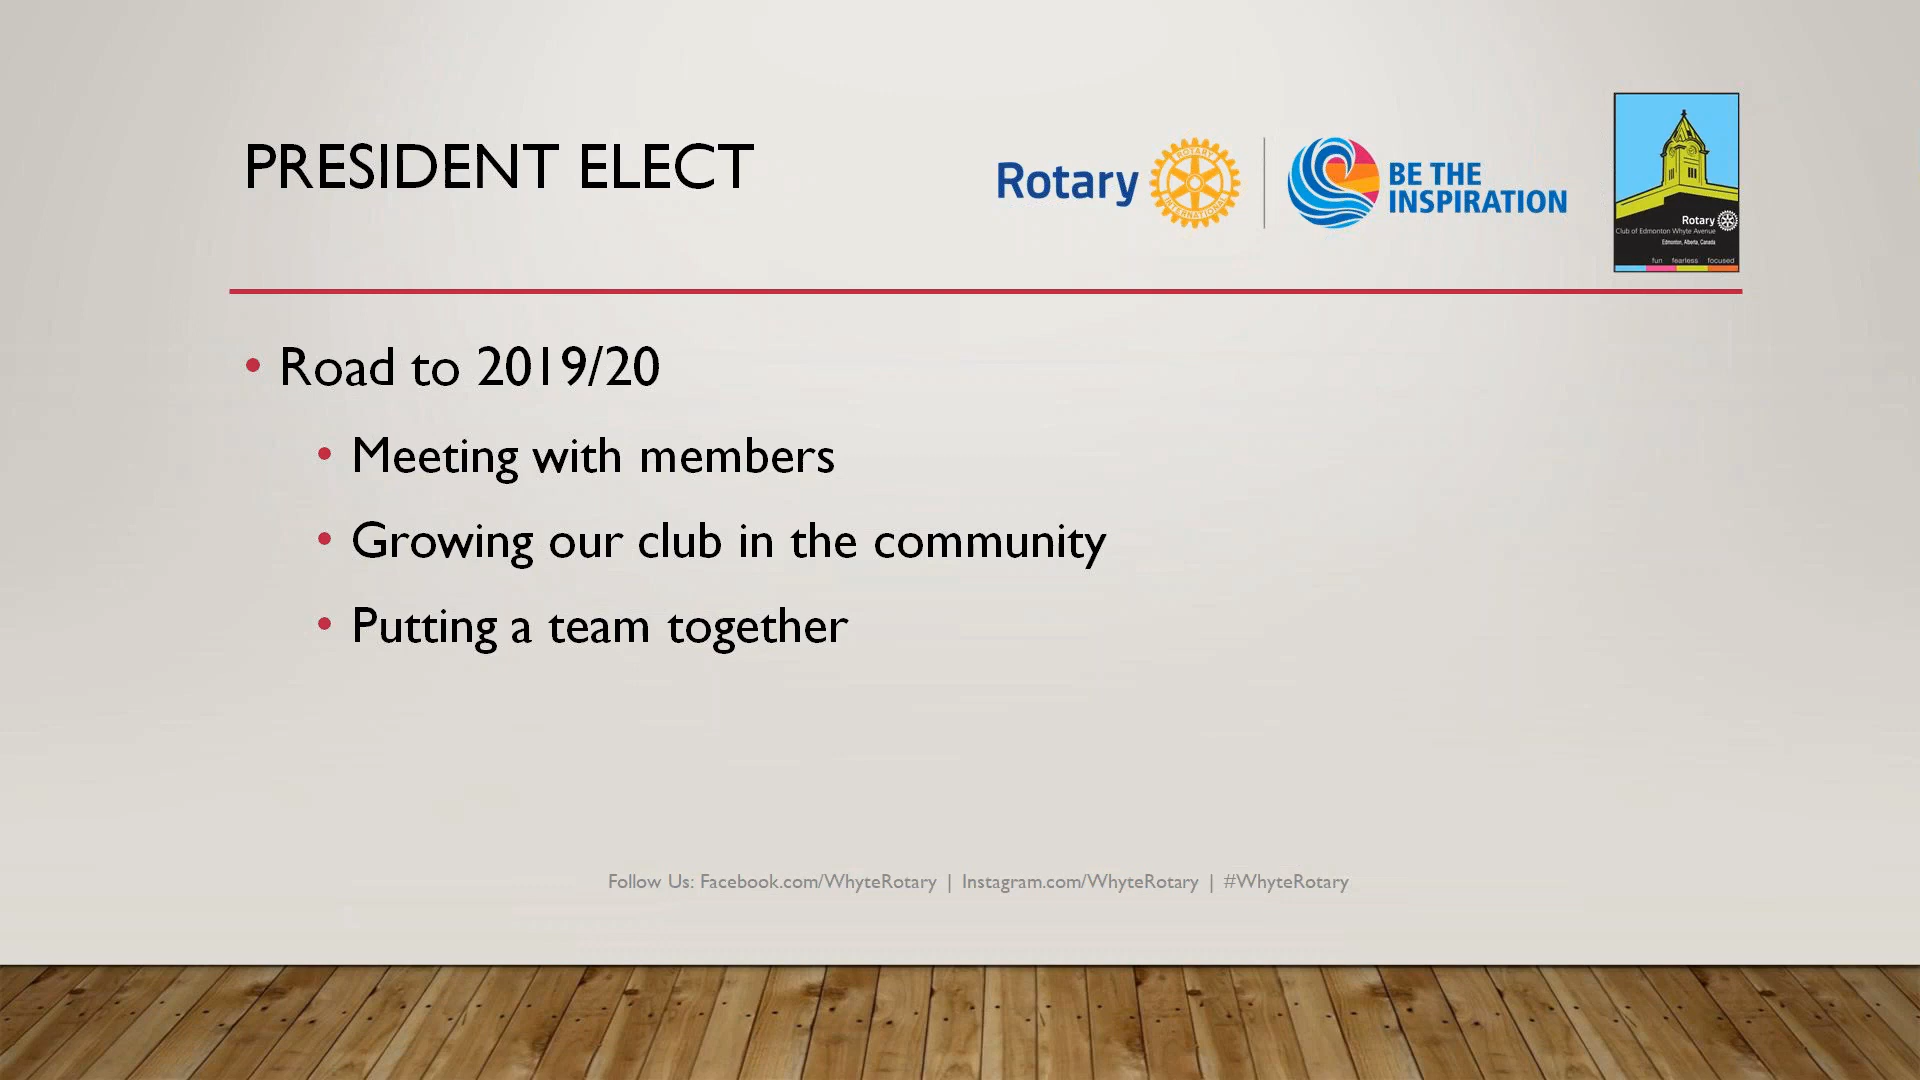 PRESIDENT ELECT
Rotary
ROTARY
INTERNATIONAL
BE THE
INSPIRATION
Rotary
Club of Edmonton Whyte Avenue
Edmonton, Alberta, Canada
fun fearless focused
• Road to 2019/20
• Meeting with members
• Growing our club in the community
• Putting a team together
Follow Us: Facebook.com/WhyteRotary | Instagram.com/WhyteRotary | #WhyteRotary